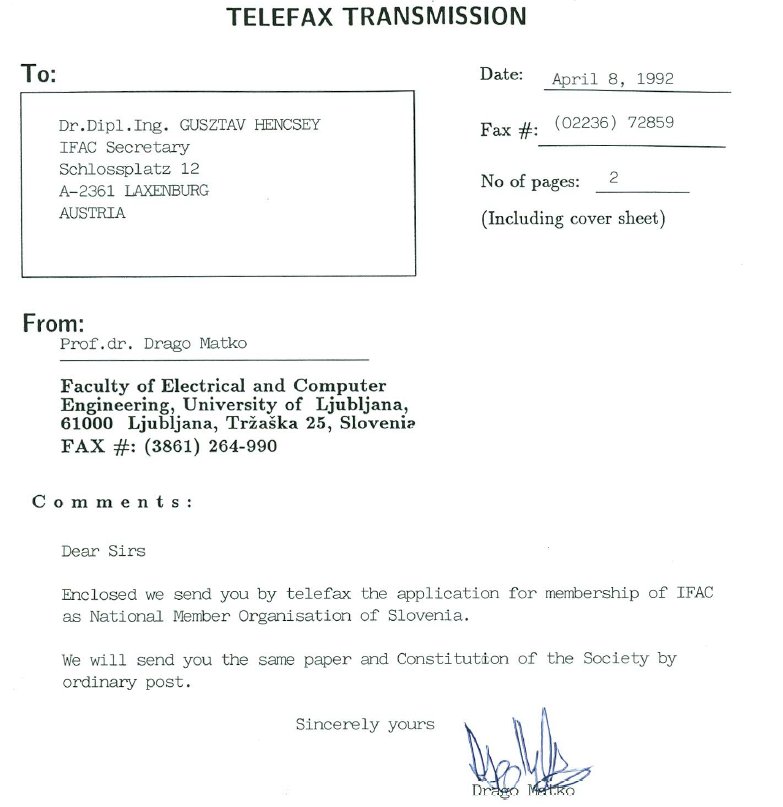 TELEFAX TRANSMISSION
To:
Dr.Dipl.Ing. GUSZTAV HENCSEY
IFAC Secretary
Schlossplatz 12
A-2361 LAXENBURG
AUSTRIA
Date: April 8, 1992
Fax #: (02236) 72859
No of pages: 2
(Including cover sheet)
From:
Prof.dr. Drago Matko
Faculty of Electrical and Computer
Engineering, University of Ljubljana,
61000 Ljubljana, Tržaška 25, Slovenia
FAX #: (3861) 264-990
Comments:
Dear Sirs
Enclosed we send you by telefax the application for membership of IFAC
as National Member Organisation of Slovenia.
We will send you the same paper and Constitution of the Society by
ordinary post.
Sincerely yours
Drago Matko